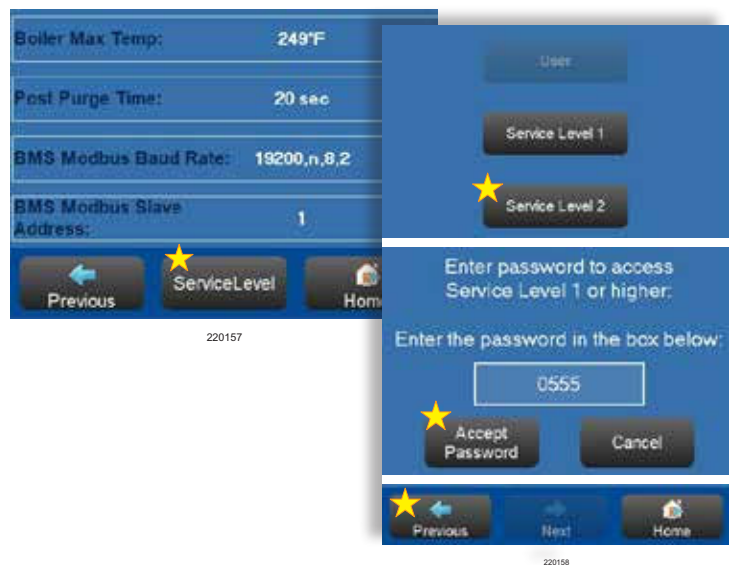 Boiler Max Temp: 249°F
Post Purge Time: 20 sec
BMS Modbus Baud Rate: 19200,n,8,2
BMS Modbus Slave
Address: 1
Previous
ServiceLevel
Hom
220157
User
Service Level 1
Service Level 2
Enter password to access
Service Level 1 or higher:
Enter the password in the box below:
0555
Accept
Password
Cancel
Previous
Next
Home
220158